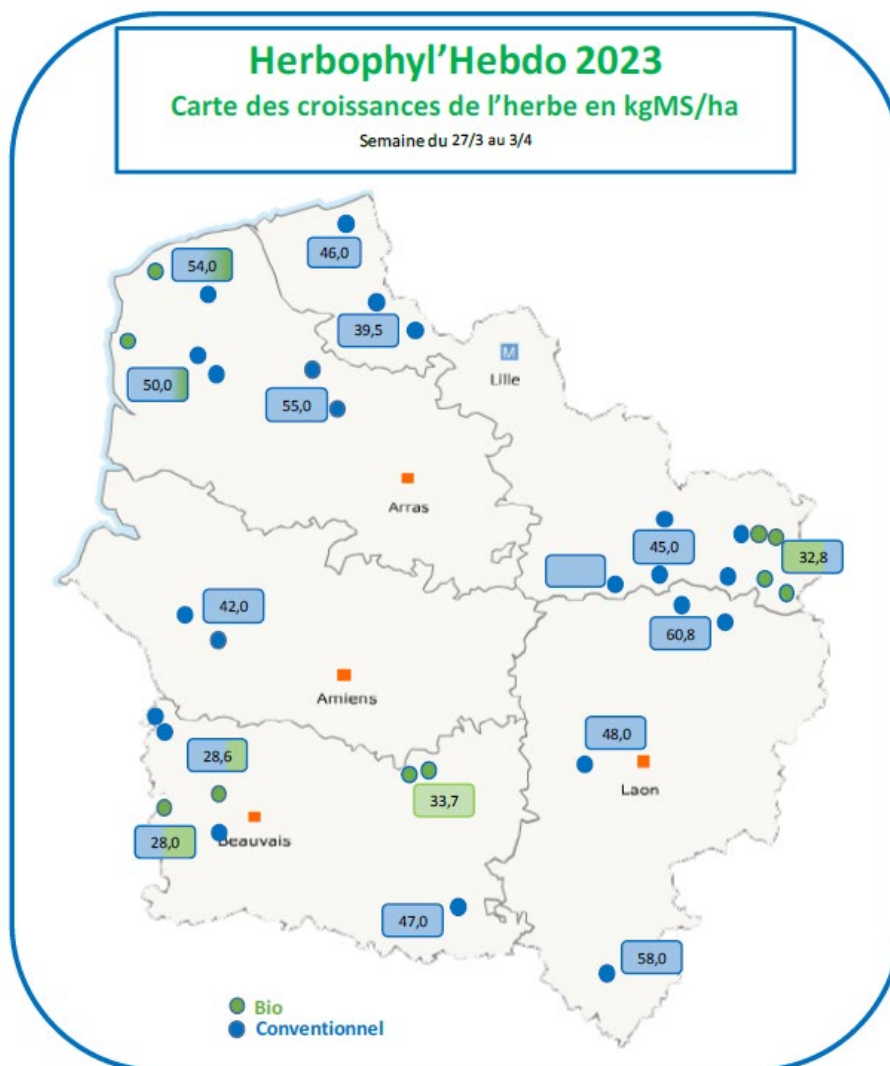 Herbophyl’Hebdo 2023
Carte des croissances de l’herbe en kgMS/ha
Semaine du 27/3 au 3/4
46,0
54,0
39,5
M
Lille
50,0
55,0
Arras
45,0
32,8
42,0
60,8
Amiens
48,0
28,6
Laon
33,7
Beauvais
28,0
47,0
58,0
Bio
Conventionnel